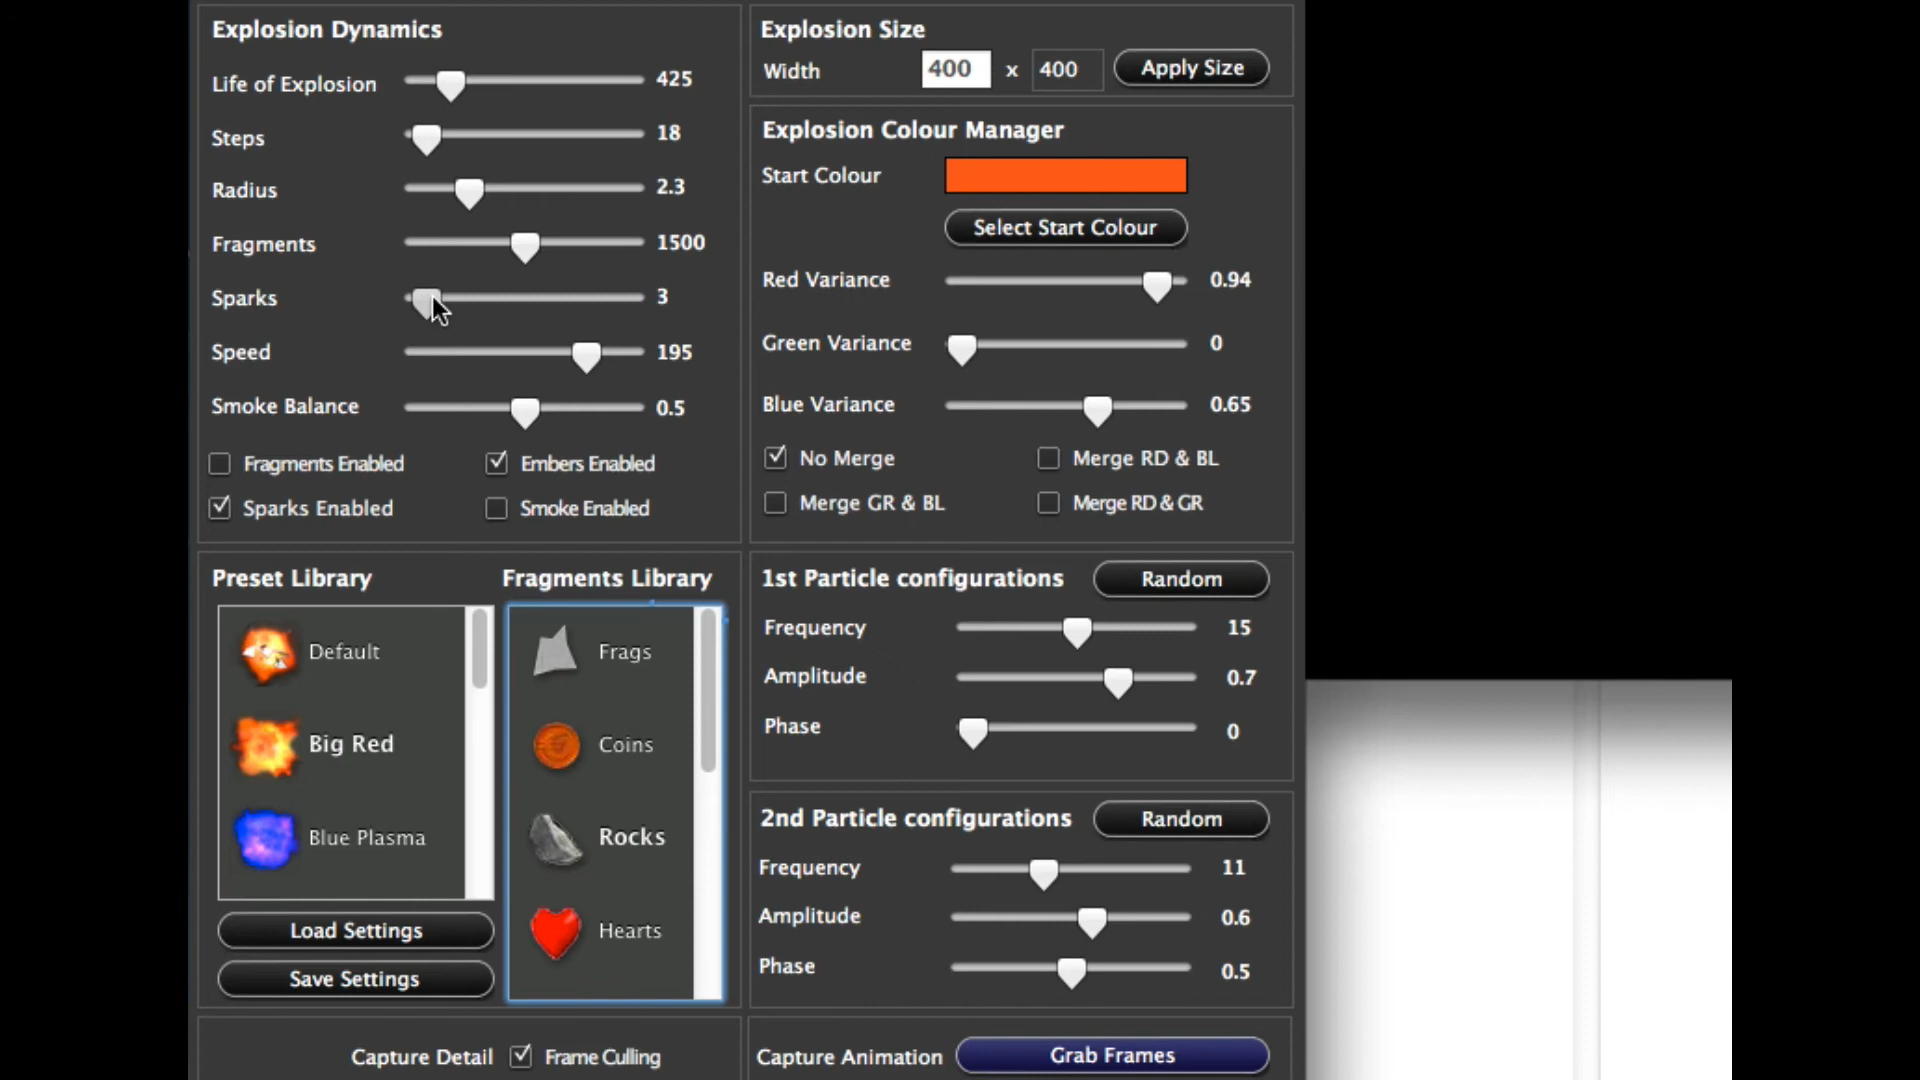 Explosion Dynamics
Life of Explosion 425
Steps 18
Radius 2.3
Fragments 1500
Sparks 3
Speed 195
Smoke Balance 0.5
Fragments Enabled Embers Enabled
Sparks Enabled Smoke Enabled
Explosion Size
Width 400 x 400 Apply Size
Explosion Colour Manager
Start Colour
Select Start Colour
Red Variance 0.94
Green Variance 0
Blue Variance 0.65
No Merge Merge RD & BL
Merge GR & BL Merge RD & GR
Preset Library
Default
Big Red
Blue Plasma
Load Settings
Save Settings
Fragments Library
Frags
Coins
Rocks
Hearts
1st Particle configurations Random
Frequency 15
Amplitude 0.7
Phase 0
2nd Particle configurations Random
Frequency 11
Amplitude 0.6
Phase 0.5
Capture Detail Frame Culling
Capture Animation Grab Frames